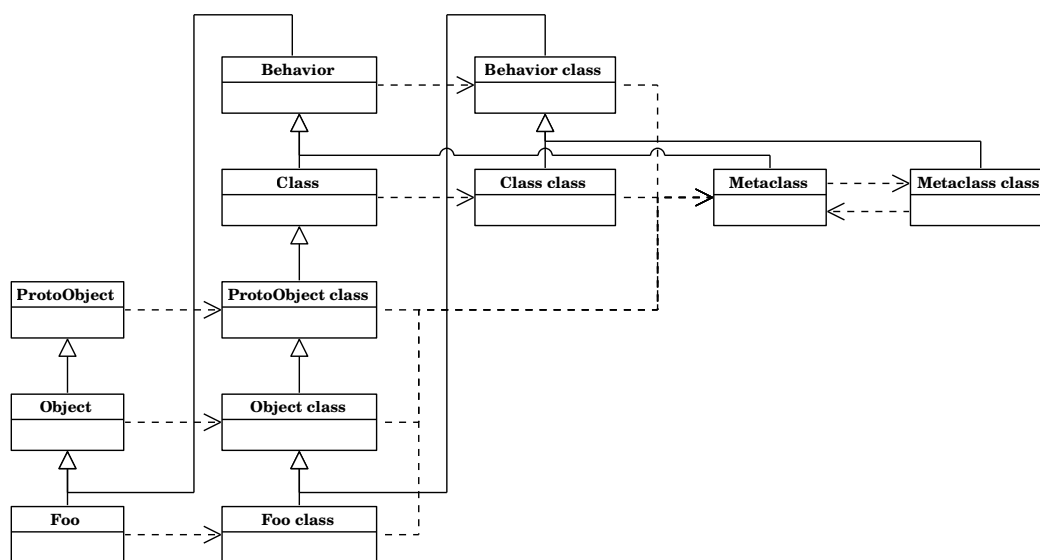 Behavior
Behavior class
Class
Class class
Metaclass
Metaclass class
ProtoObject
ProtoObject class
Object
Object class
Foo
Foo class